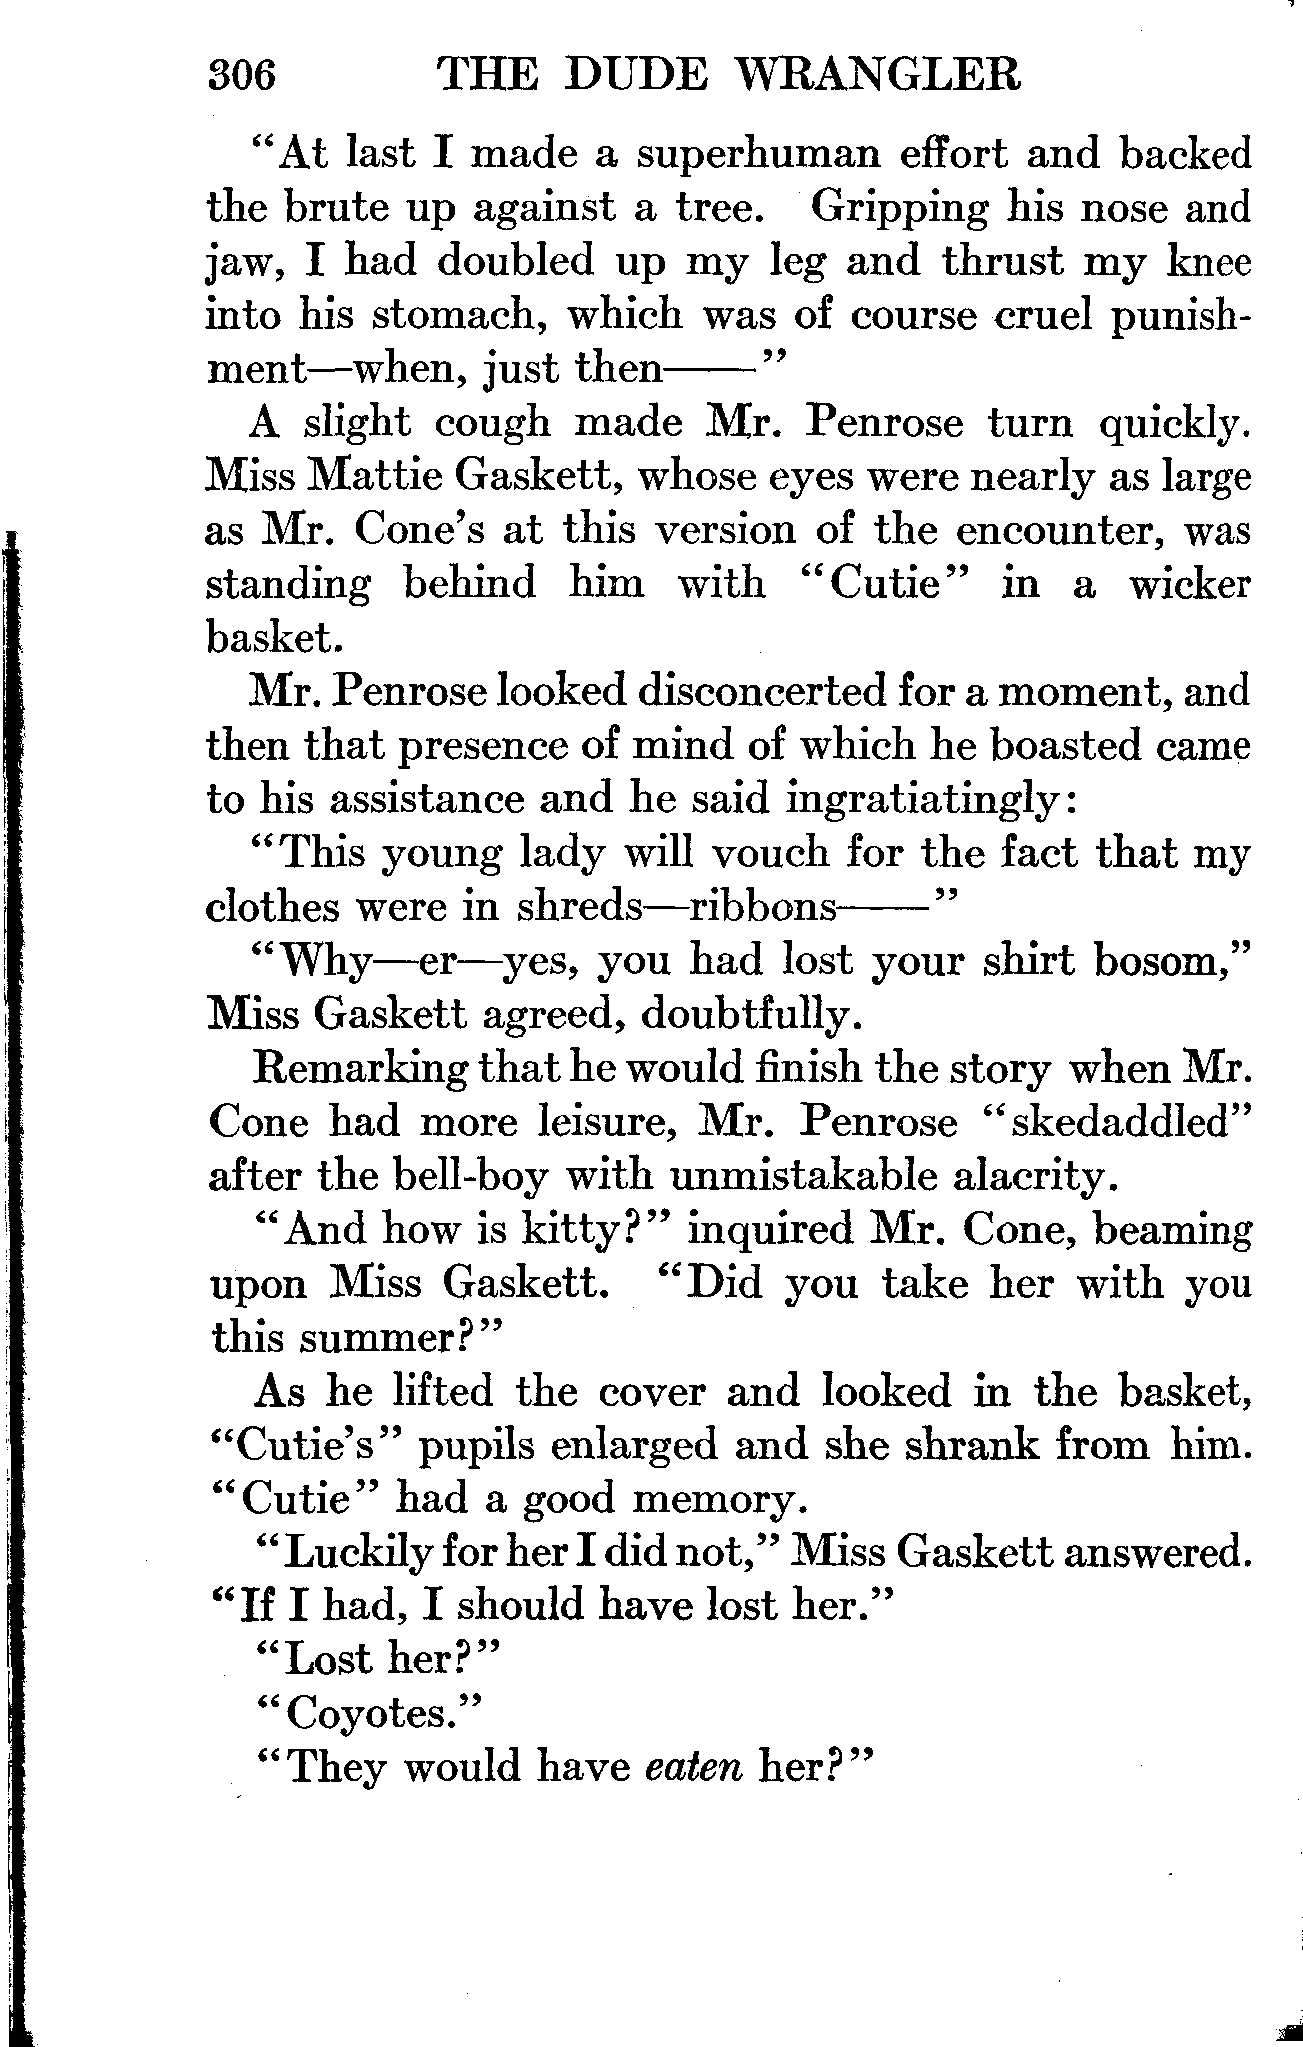 306 THE DUDE WRANGLER
“At last I made a superhuman effort and backed
the brute up against a tree. Gripping his nose and
jaw, I had doubled up my leg and thrust my knee
into his stomach, which was of course cruel punish-
ment—when, just then——”
A slight cough made Mr. Penrose turn quickly.
Miss Mattie Gaskett, whose eyes were nearly as large
as Mr. Cone’s at this version of the encounter, was
standing behind him with “Cutie” in a wicker
basket.
Mr. Penrose looked disconcerted for a moment, and
then that presence of mind of which he boasted came
to his assistance and he said ingratiatingly:
“This young lady will vouch for the fact that my
clothes were in shreds—ribbons——”
“Why—er—yes, you had lost your shirt bosom,”
Miss Gaskett agreed, doubtfully.
Remarking that he would finish the story when Mr.
Cone had more leisure, Mr. Penrose “skedaddled”
after the bell-boy with unmistakable alacrity.
“And how is kitty?” inquired Mr. Cone, beaming
upon Miss Gaskett. “Did you take her with you
this summer?”
As he lifted the cover and looked in the basket,
“Cutie’s” pupils enlarged and she shrank from him.
“Cutie” had a good memory.
“Luckily for her I did not,” Miss Gaskett answered.
“If I had, I should have lost her.”
“Lost her?”
“Coyotes.”
“They would have eaten her?”